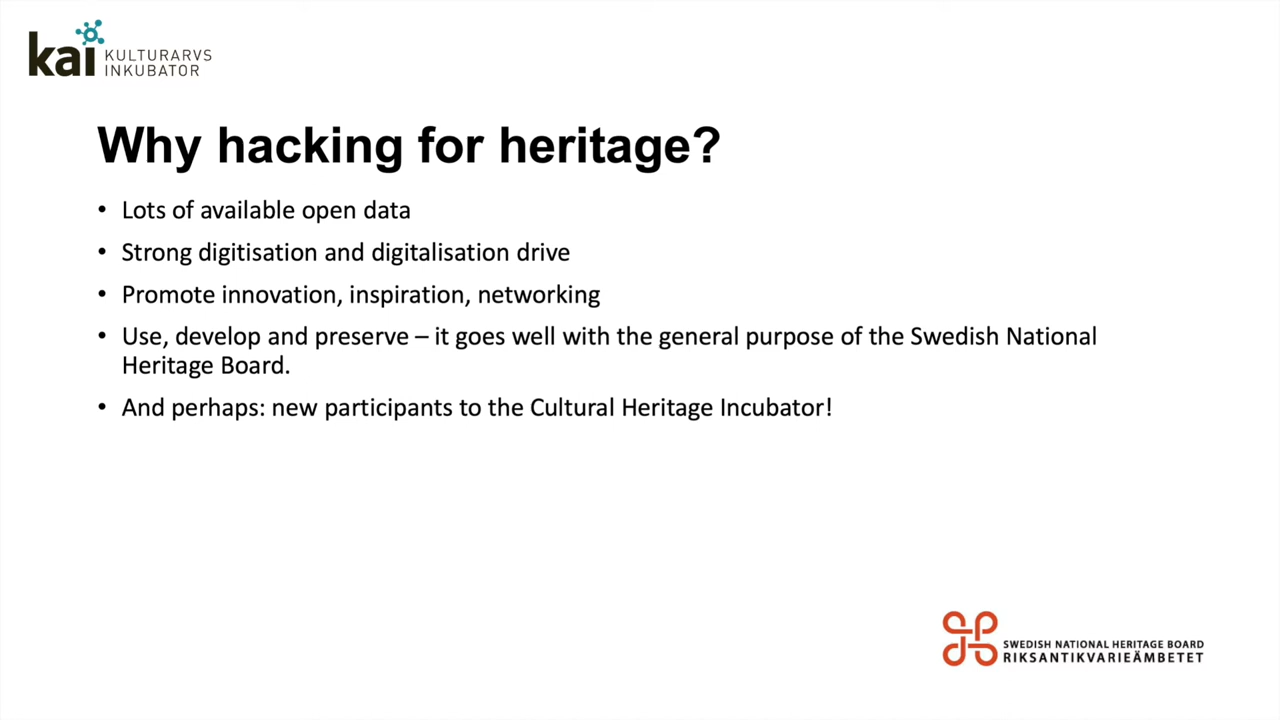 kai KULTURARVS
INKUBATOR
Why hacking for heritage?
• Lots of available open data
• Strong digitisation and digitalisation drive
• Promote innovation, inspiration, networking
• Use, develop and preserve – it goes well with the general purpose of the Swedish National
Heritage Board.
• And perhaps: new participants to the Cultural Heritage Incubator!
SWEDISH NATIONAL HERITAGE BOARD
RIKSANTIKVARIEÄMBETET